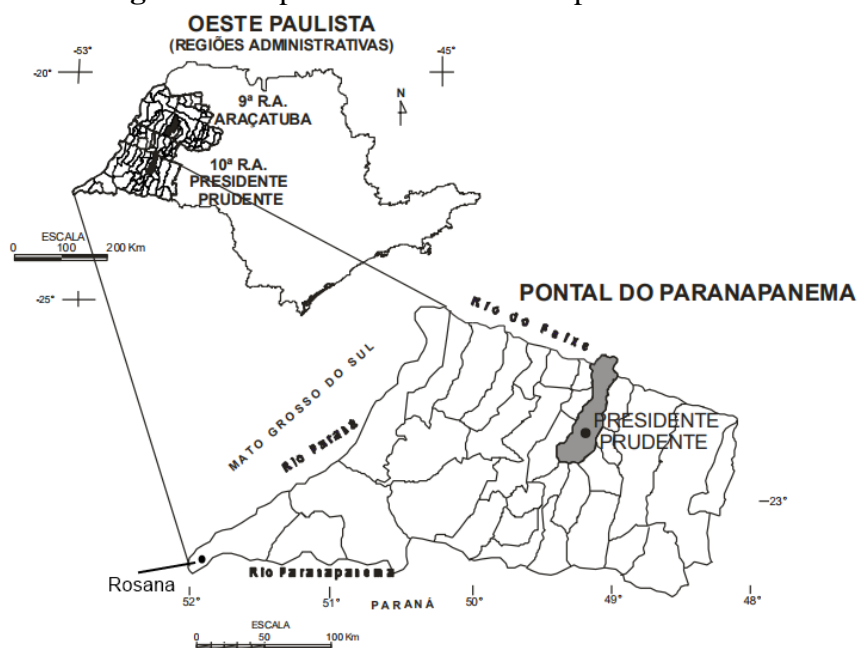 OESTE PAULISTA
(REGIÕES ADMINISTRATIVAS)
-53°
-45°
-20°
N
9ª R.A.
ARAÇATUBA
10ª R.A.
PRESIDENTE
PRUDENTE
ESCALA
0 100 200 Km
-25°
PONTAL DO PARANAPANEMA
Rio do Peixe
MATO GROSSO DO SUL
Rio Paraná
PRESIDENTE
PRUDENTE
23°
Rosana
Rio Paranapanema
52°
51°
50°
49°
48°
PARANÁ
ESCALA
0 50 100 Km